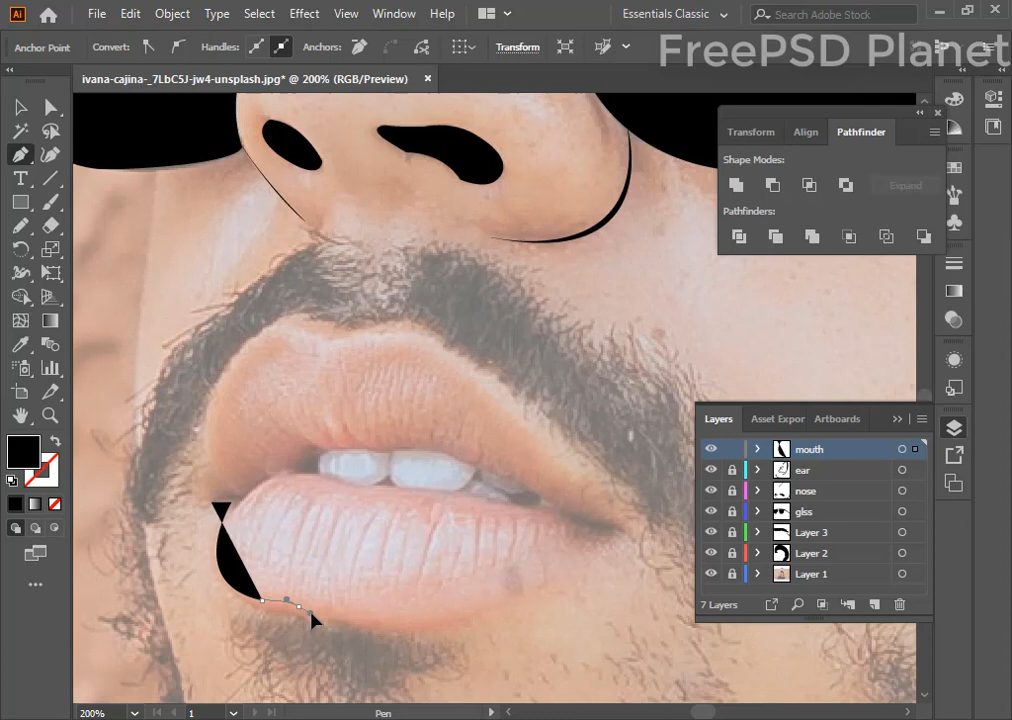 Ai File Edit Object Type Select Effect View Window Help Essentials Classic Search Adobe Stock
Anchor Point Convert: Handles: Anchors: Transform
FreePSD Planet
ivana-cajina-_7LbC5J-jw4-unsplash.jpg* @ 200% (RGB/Preview)
Transform Align Pathfinder
Shape Modes:
Expand
Pathfinders:
Layers Asset Expor Artboards
mouth
ear
nose
glss
Layer 3
Layer 2
Layer 1
7 Layers
200% 1 Pen